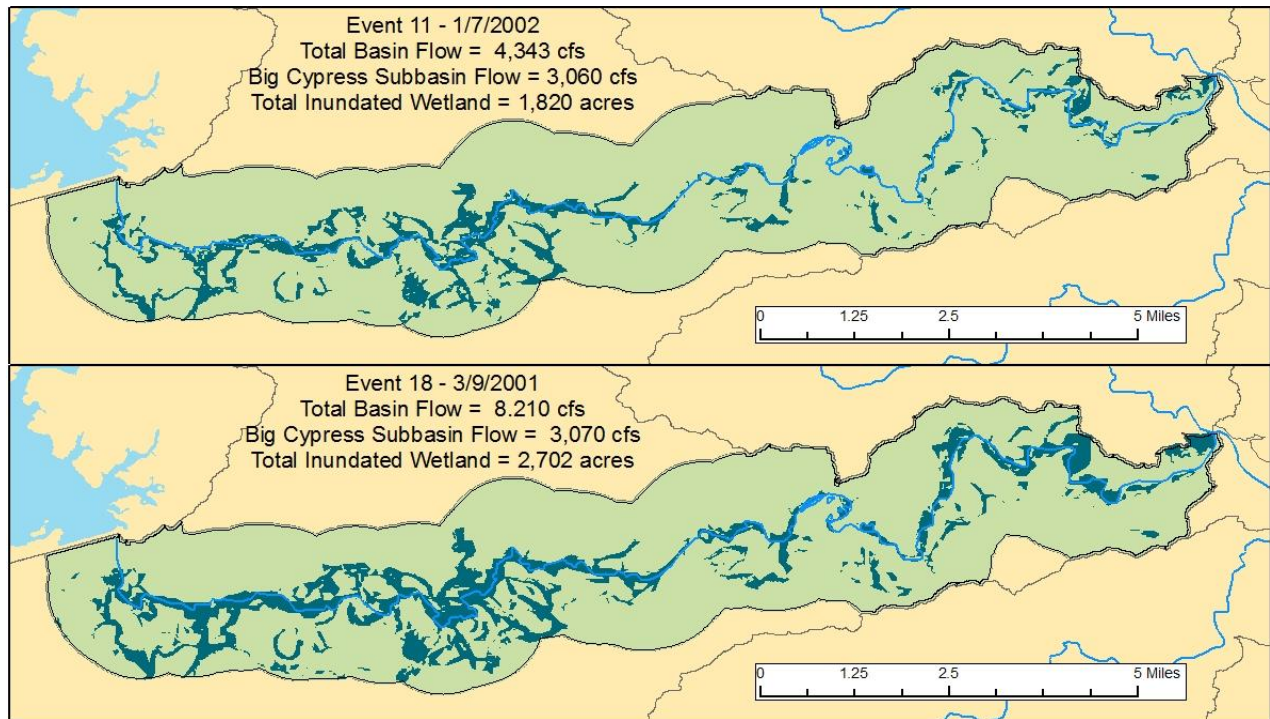 Event 11 - 1/7/2002
Total Basin Flow = 4,343 cfs
Big Cypress Subbasin Flow = 3,060 cfs
Total Inundated Wetland = 1,820 acres
0 1.25 2.5 5 Miles
Event 18 - 3/9/2001
Total Basin Flow = 8.210 cfs
Big Cypress Subbasin Flow = 3,070 cfs
Total Inundated Wetland = 2,702 acres
0 1.25 2.5 5 Miles